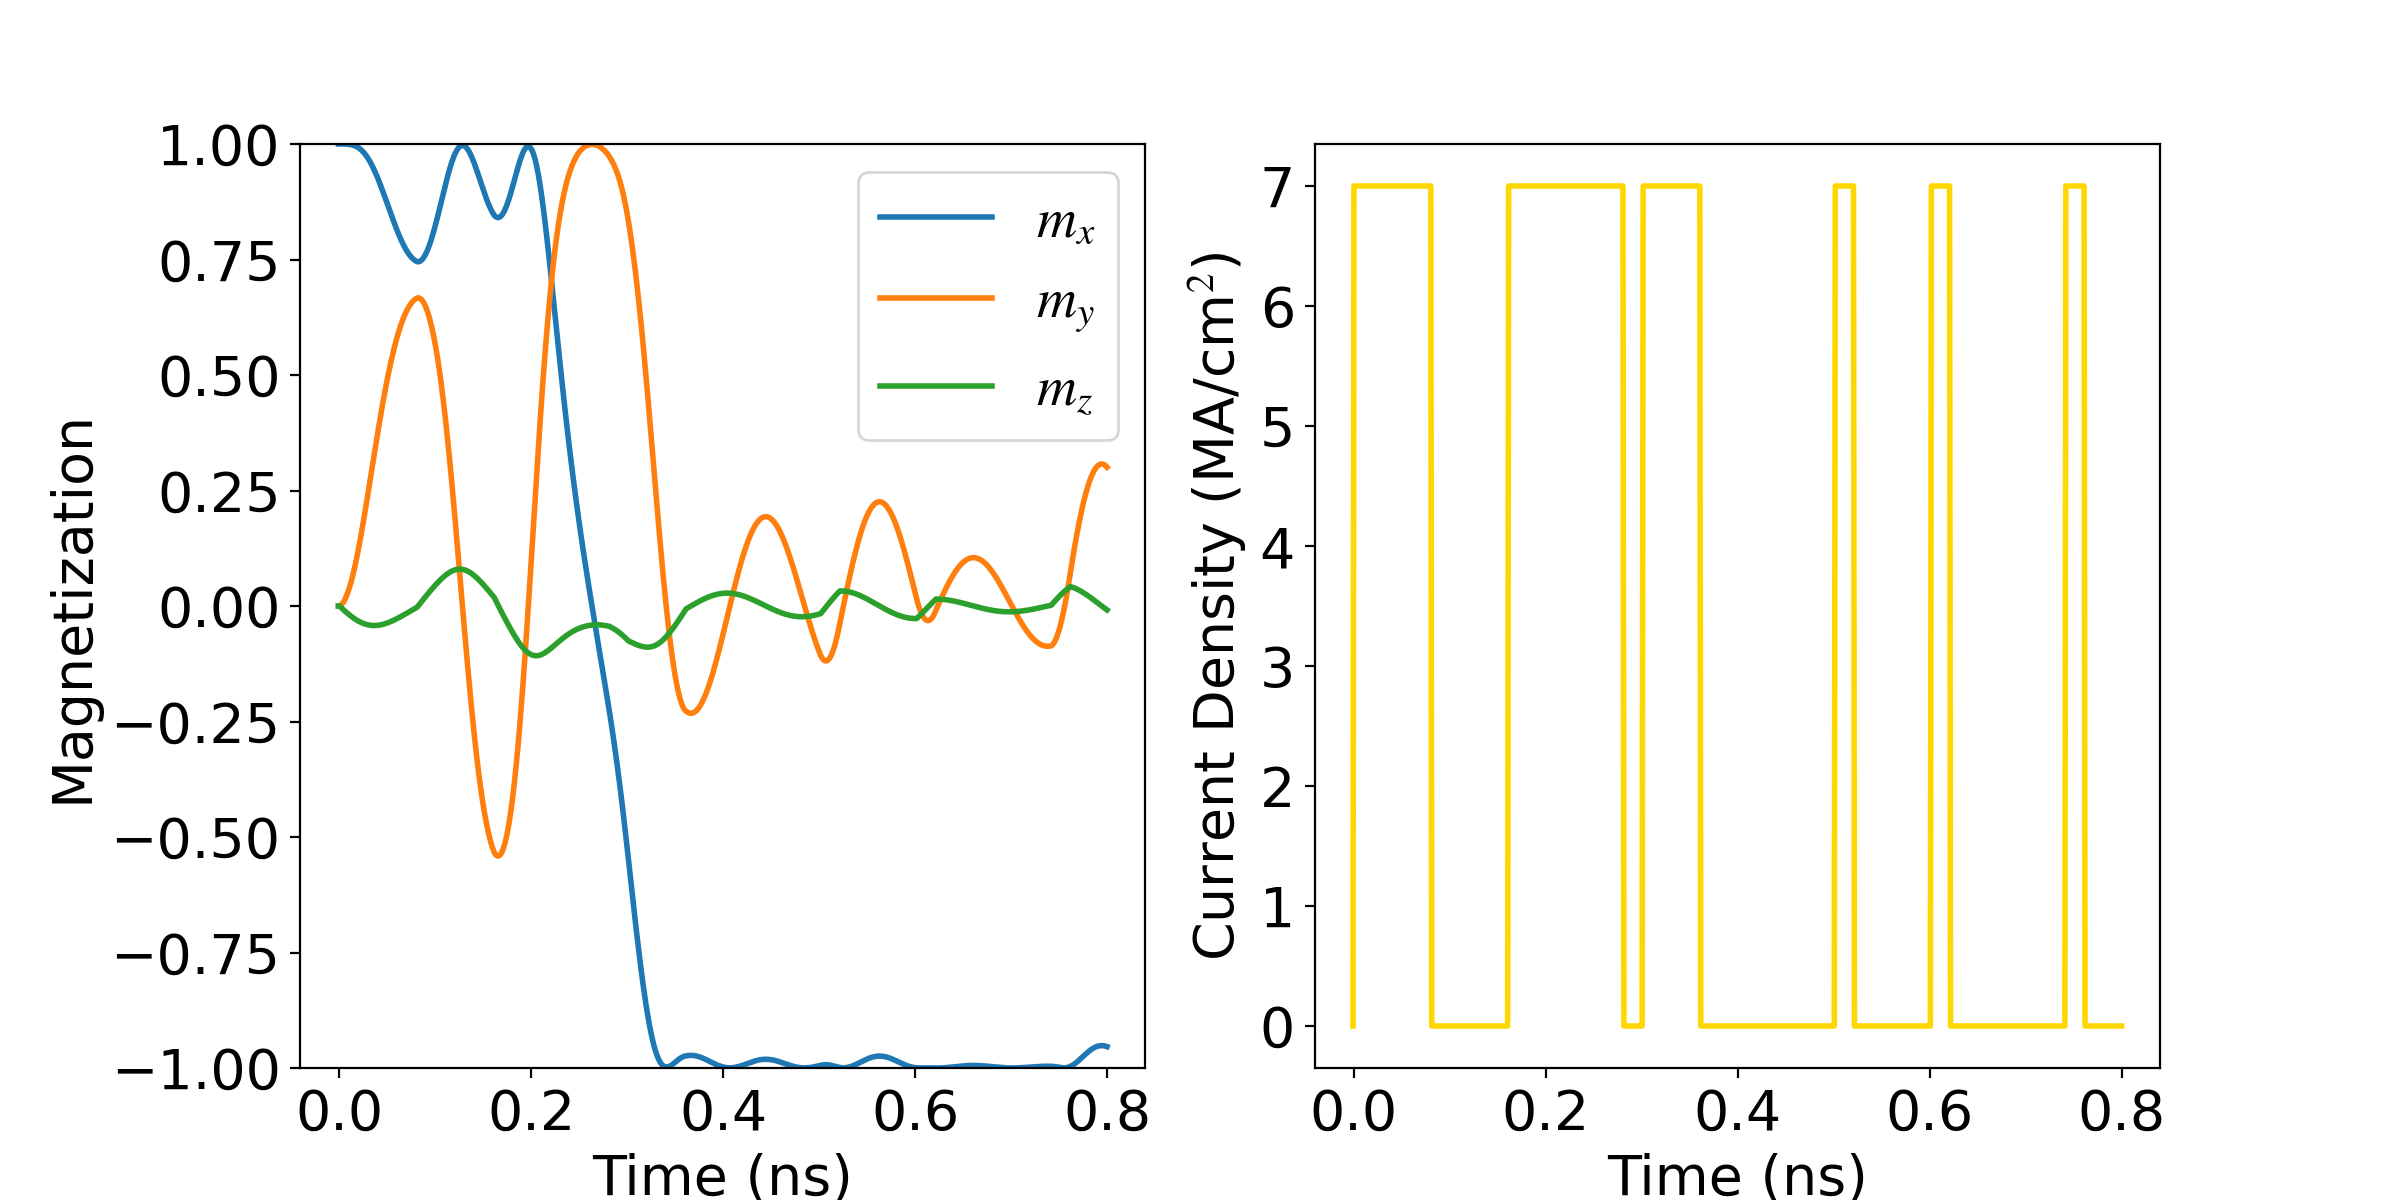 Magnetization
1.00
0.75
0.50
0.25
0.00
−0.25
−0.50
−0.75
−1.00
0.0 0.2 0.4 0.6 0.8
Time (ns)
m_x
m_y
m_z
Current Density (MA/cm²)
7
6
5
4
3
2
1
0
0.0 0.2 0.4 0.6 0.8
Time (ns)